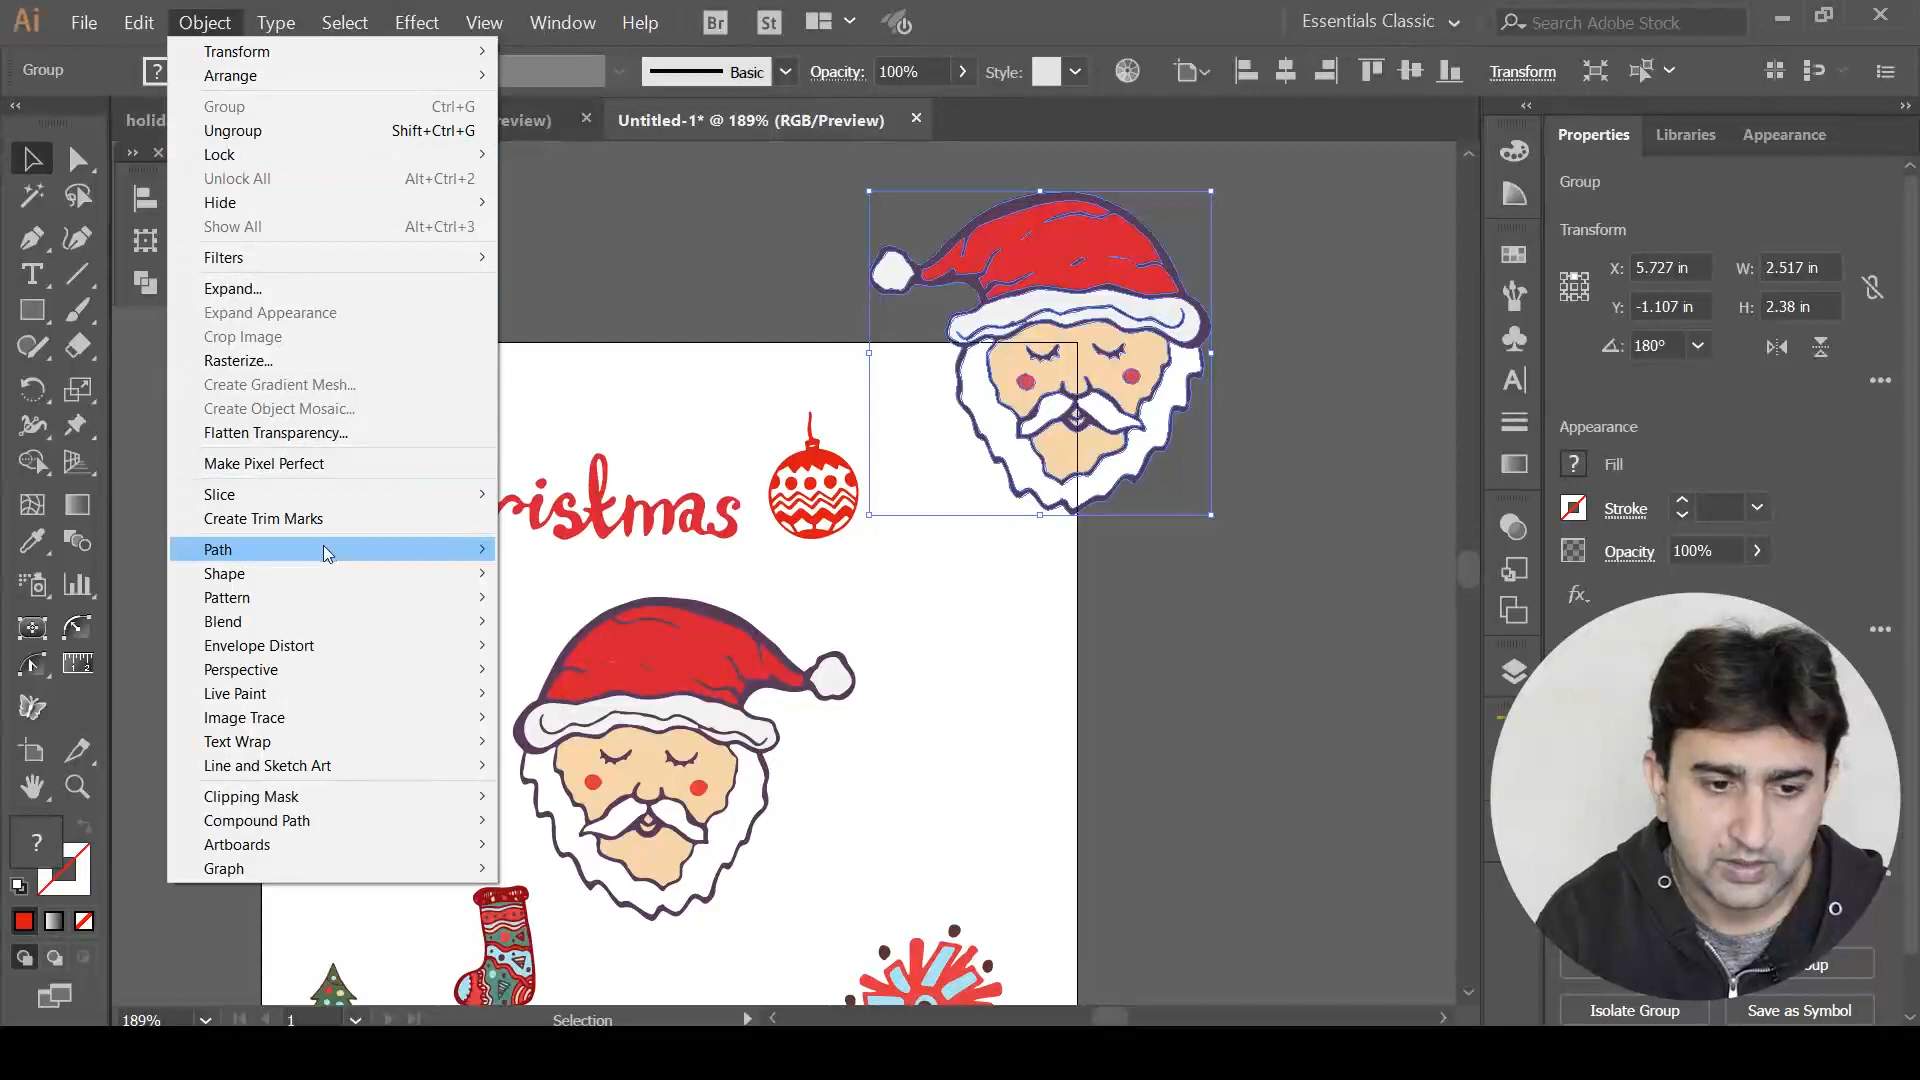 Ai File Edit Object Type Select Effect View Window Help Br St Essentials Classic Search Adobe Stock
Group ? Basic Opacity: 100% Style: Transform
holid review) × Untitled-1* @ 189% (RGB/Preview) ×
Transform
Arrange
Group Ctrl+G
Ungroup Shift+Ctrl+G
Lock
Unlock All Alt+Ctrl+2
Hide
Show All Alt+Ctrl+3
Filters
Expand...
Expand Appearance
Crop Image
Rasterize...
Create Gradient Mesh...
Create Object Mosaic...
Flatten Transparency...
Make Pixel Perfect
Slice
Create Trim Marks
Path
Shape
Pattern
Blend
Envelope Distort
Perspective
Live Paint
Image Trace
Text Wrap
Line and Sketch Art
Clipping Mask
Compound Path
Artboards
Graph
ristmas
Properties Libraries Appearance
Group
Transform
X: 5.727 in W: 2.517 in
Y: -1.107 in H: 2.38 in
180°
Appearance
? Fill
Stroke
Opacity 100%
fx.
oup
Isolate Group Save as Symbol
?
189% 1 Selection